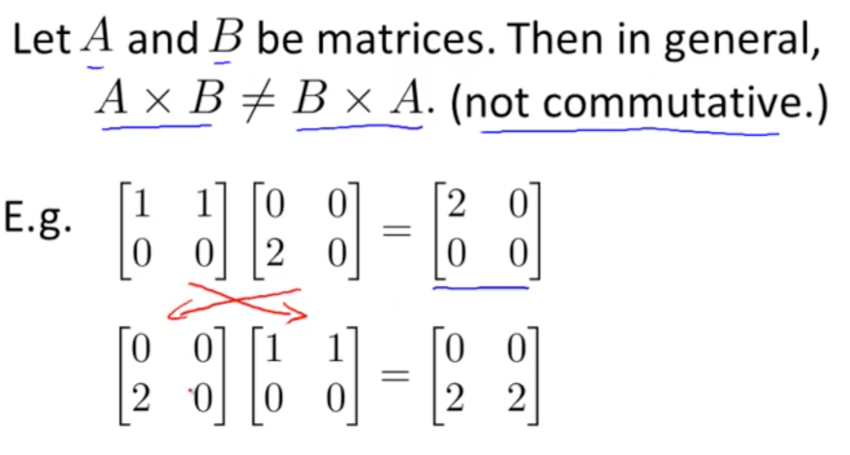 Let A and B be matrices. Then in general,
A × B ≠ B × A. (not commutative.)
E.g. [1 1; 0 0] [0 0; 2 0] = [2 0; 0 0]
[0 0; 2 0] [1 1; 0 0] = [0 0; 2 2]